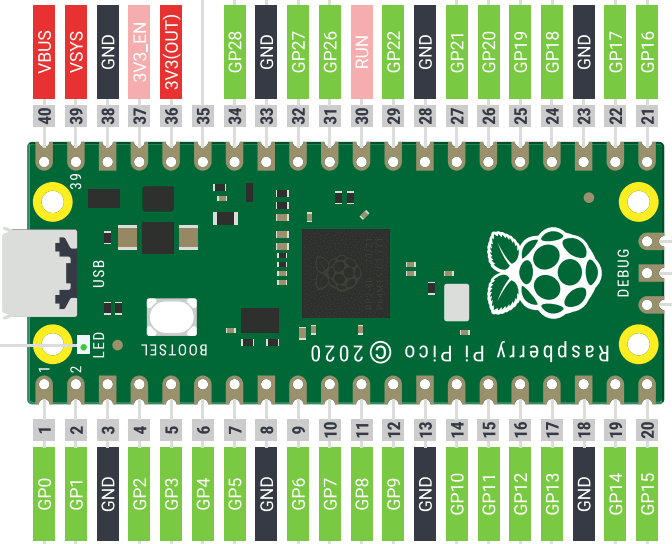 VBUS VSYS GND 3V3_EN 3V3(OUT) GP28 GND GP27 GP26 RUN GP22 GND GP21 GP20 GP19 GP18 GND GP17 GP16
40 39 38 37 36 35 34 33 32 31 30 29 28 27 26 25 24 23 22 21
39
USB
DEBUG
LED
BOOTSEL
Raspberry Pi Pico © 2020
1 2
1 2 3 4 5 6 7 8 9 10 11 12 13 14 15 16 17 18 19 20
GP0 GP1 GND GP2 GP3 GP4 GP5 GND GP6 GP7 GP8 GP9 GND GP10 GP11 GP12 GP13 GND GP14 GP15